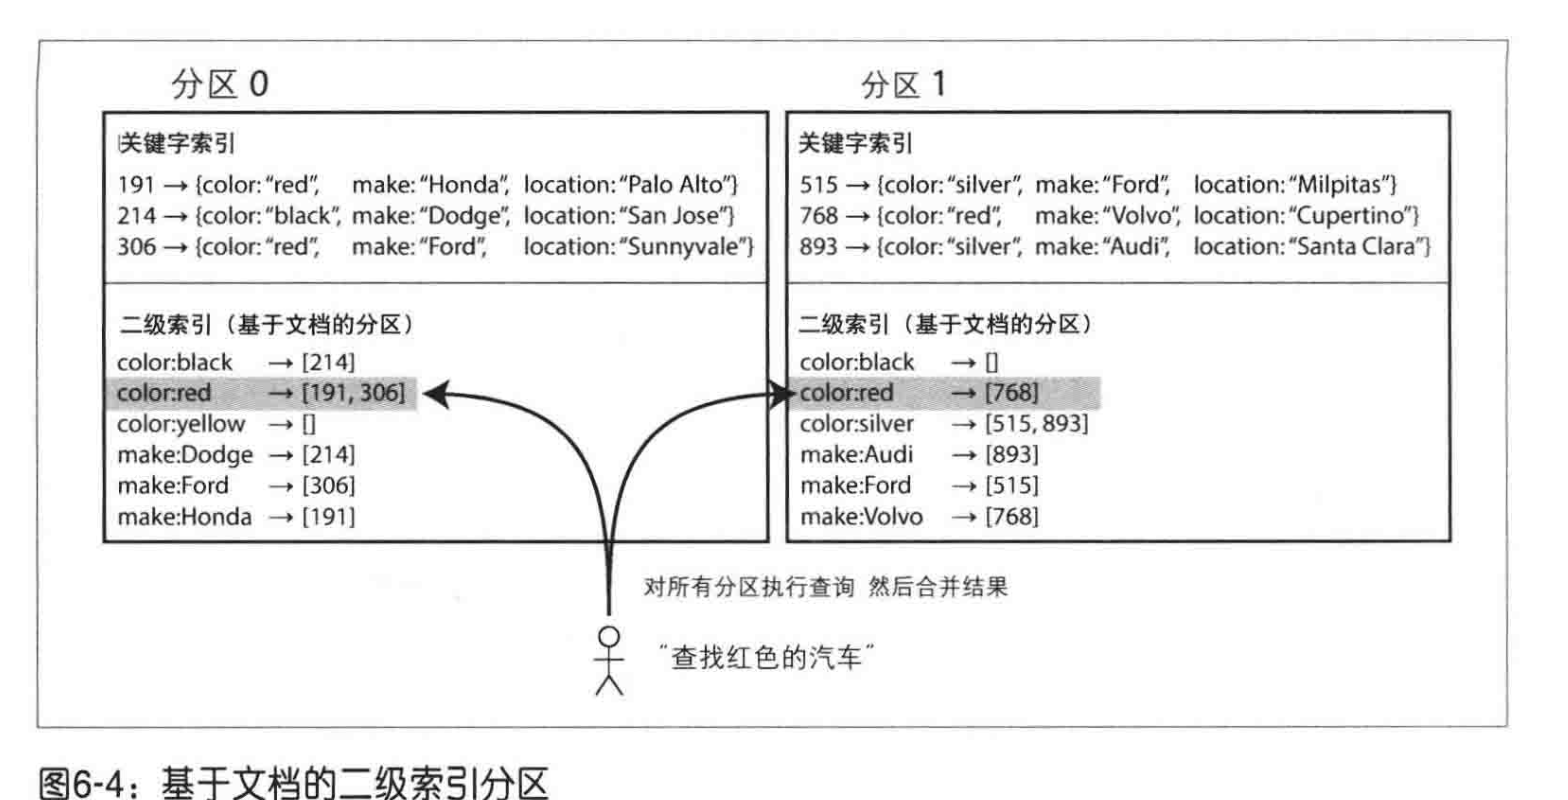 分区 0
关键字索引
191 → {color:“red”, make:“Honda”, location:“Palo Alto”}
214 → {color:“black”, make:“Dodge”, location:“San Jose”}
306 → {color:“red”, make:“Ford”, location:“Sunnyvale”}
二级索引（基于文档的分区）
color:black → [214]
color:red → [191, 306]
color:yellow → []
make:Dodge → [214]
make:Ford → [306]
make:Honda → [191]
分区 1
关键字索引
515 → {color:“silver”, make:“Ford”, location:“Milpitas”}
768 → {color:“red”, make:“Volvo”, location:“Cupertino”}
893 → {color:“silver”, make:“Audi”, location:“Santa Clara”}
二级索引（基于文档的分区）
color:black → []
color:red → [768]
color:silver → [515, 893]
make:Audi → [893]
make:Ford → [515]
make:Volvo → [768]
对所有分区执行查询 然后合并结果
“查找红色的汽车”
图6-4：基于文档的二级索引分区